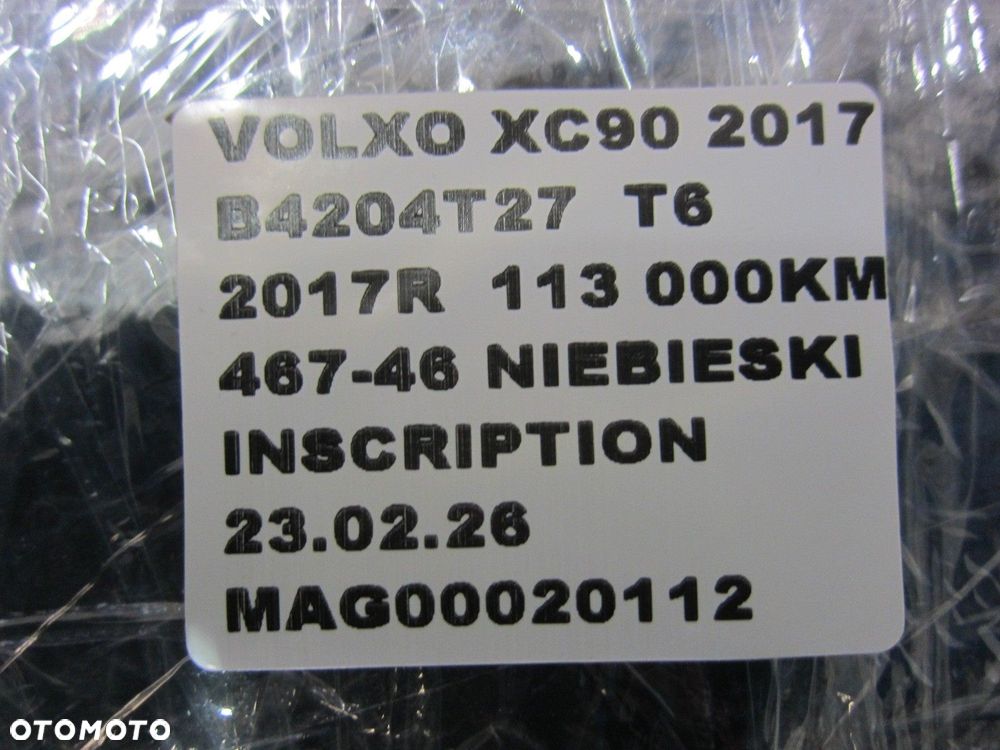 VOLXO XC90 2017
B4204T27 T6
2017R 113 000KM
467-46 NIEBIESKI
INSCRIPTION
23.02.26
MAG00020112
OTOMOTO